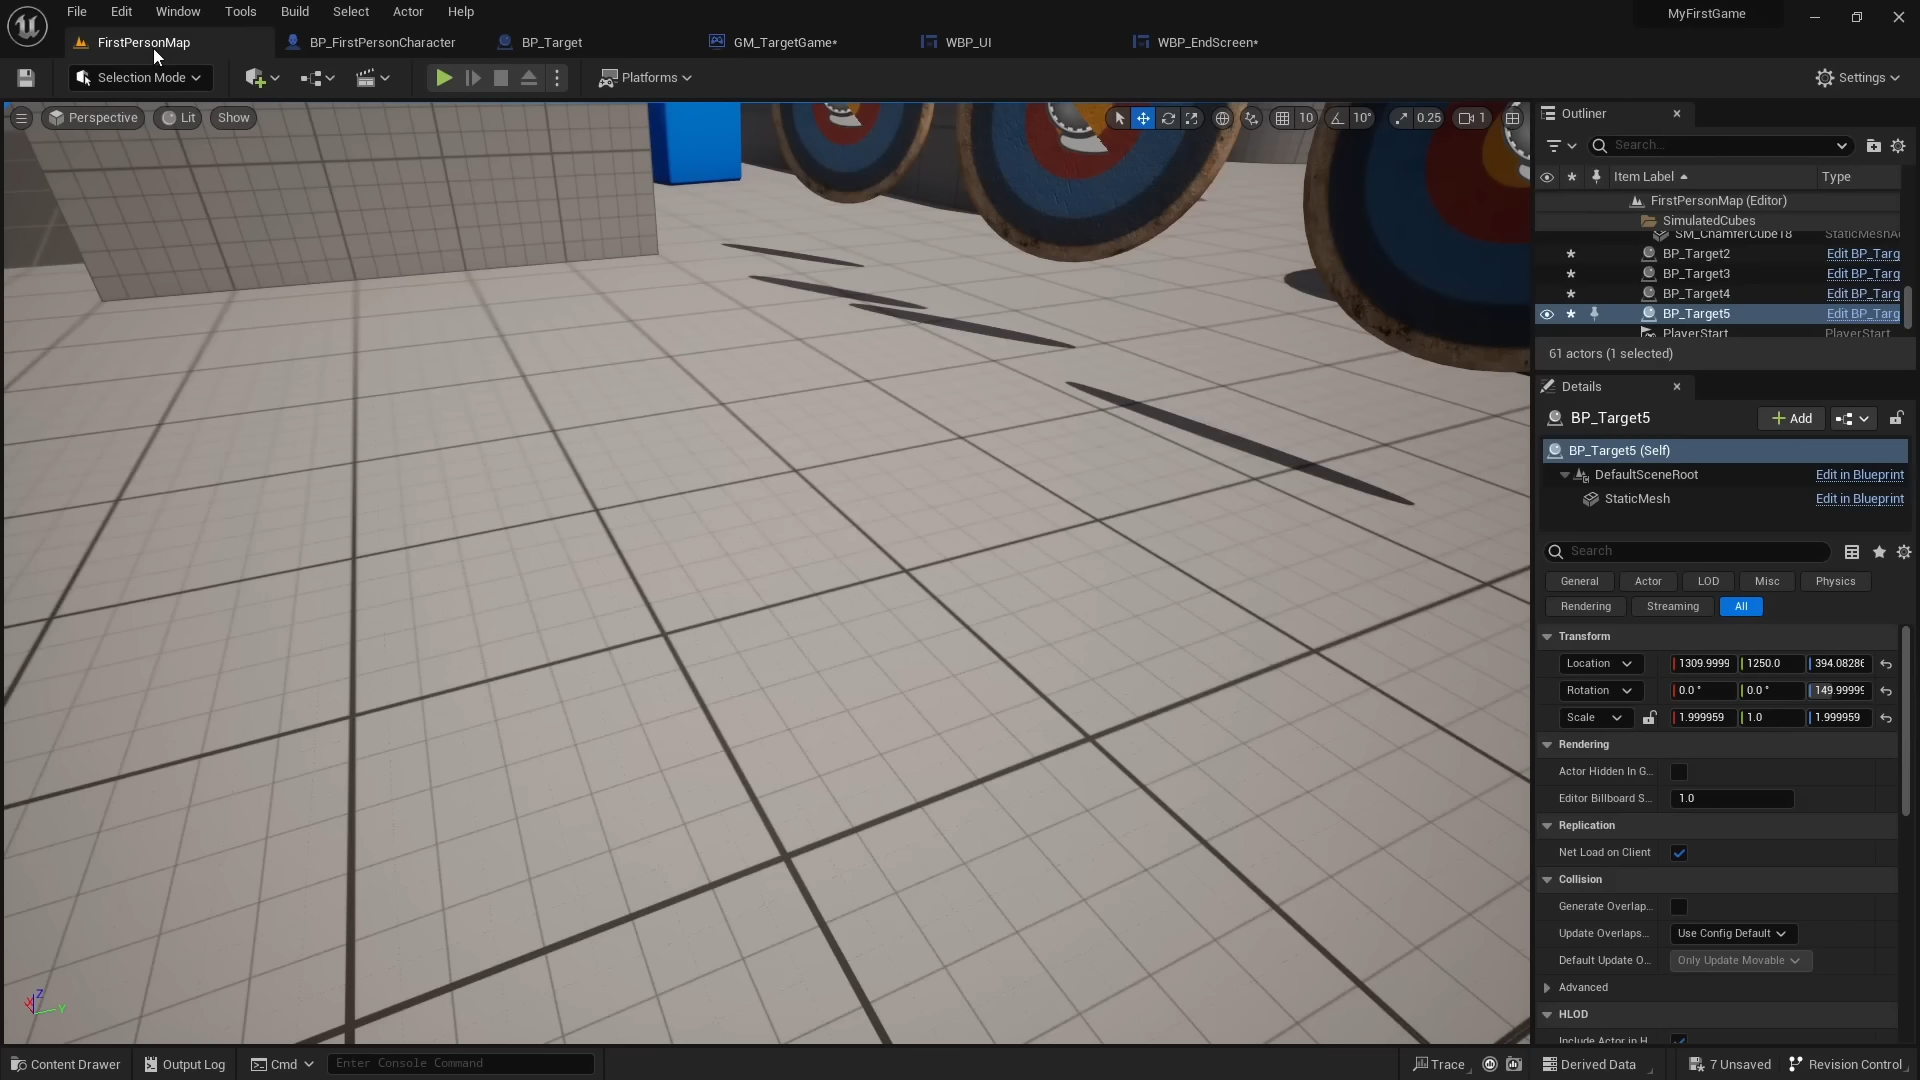 File Edit Window Tools Build Select Actor Help
MyFirstGame
FirstPersonMap
BP_FirstPersonCharacter
BP_Target
GM_TargetGame*
WBP_UI
WBP_EndScreen*
Selection Mode
Platforms
Settings
Perspective
Lit
Show
10
10°
0.25
1
Outliner
Search...
Item Label
Type
FirstPersonMap (Editor)
SimulatedCubes
SM_ChamferCube18 StaticMeshA
BP_Target2 Edit BP_Targ
BP_Target3 Edit BP_Targ
BP_Target4 Edit BP_Targ
BP_Target5 Edit BP_Targ
PlayerStart PlayerStart
61 actors (1 selected)
Details
BP_Target5
Add
BP_Target5 (Self)
DefaultSceneRoot Edit in Blueprint
StaticMesh Edit in Blueprint
Search
General Actor LOD Misc Physics
Rendering Streaming All
Transform
Location 1309.9999 1250.0 394.08286
Rotation 0.0 ° 0.0 ° 149.99999
Scale 1.999959 1.0 1.999959
Rendering
Actor Hidden In G...
Editor Billboard S... 1.0
Replication
Net Load on Client
Collision
Generate Overlap...
Update Overlaps... Use Config Default
Default Update O... Only Update Movable
Advanced
HLOD
Include Actor in H
Z
X
Y
Content Drawer
Output Log
Cmd
Enter Console Command
Trace
Derived Data
7 Unsaved
Revision Control